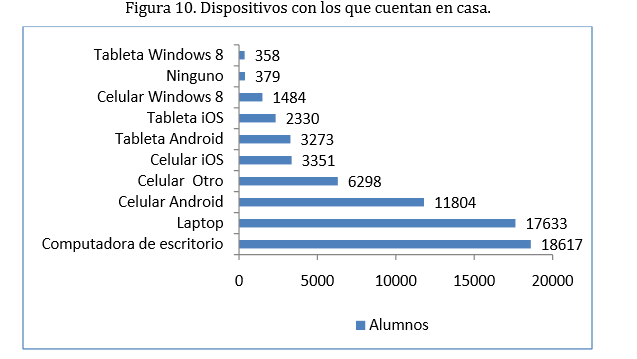 Figura 10. Dispositivos con los que cuentan en casa.
Tableta Windows 8 358
Ninguno 379
Celular Windows 8 1484
Tableta iOS 2330
Tableta Android 3273
Celular iOS 3351
Celular Otro 6298
Celular Android 11804
Laptop 17633
Computadora de escritorio 18617
0 5000 10000 15000 20000
Alumnos